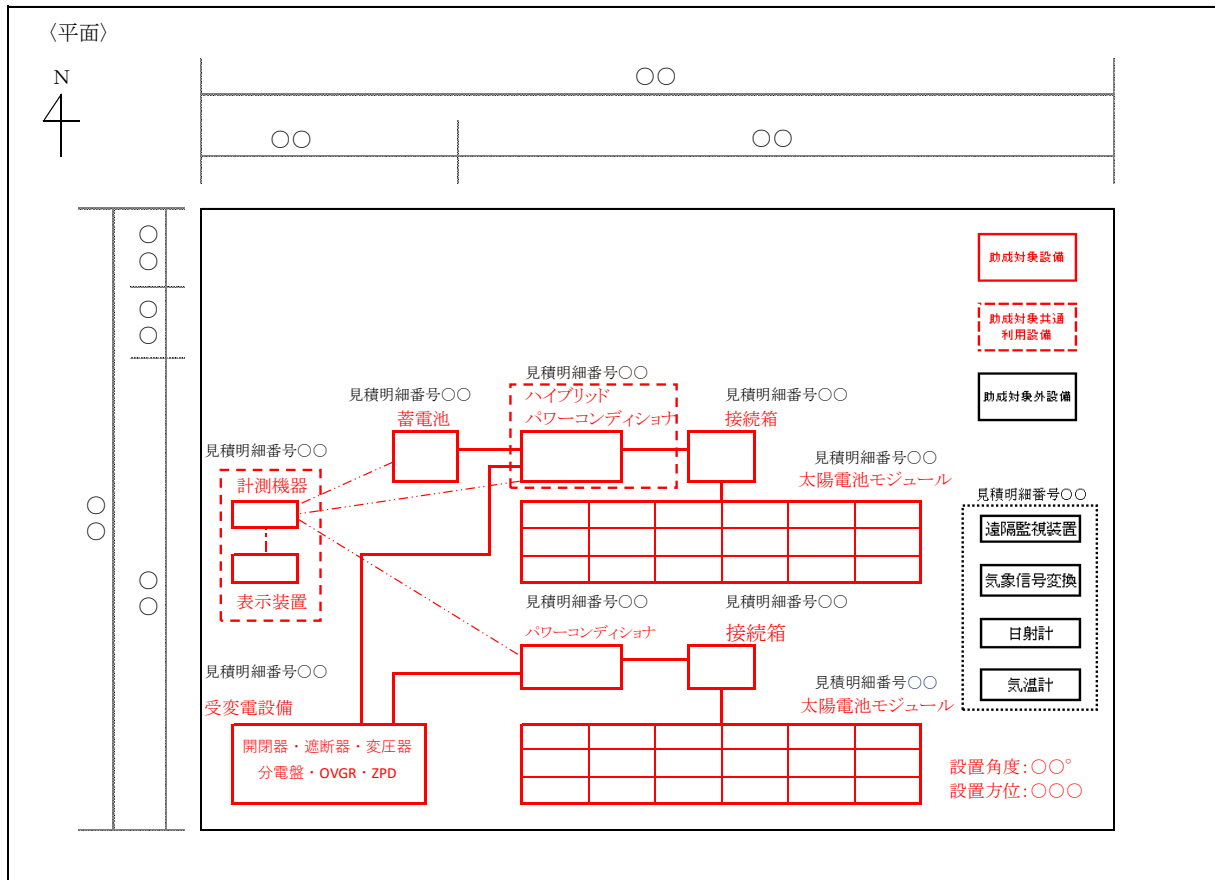 〈平面〉
N
○○
○○
○○
○○
○○
○○
○○
助成対象設備
助成対象共通
利用設備
助成対象外設備
見積明細番号○○
ハイブリッド
パワーコンディショナ
見積明細番号○○
蓄電池
見積明細番号○○
接続箱
見積明細番号○○
計測機器
表示装置
見積明細番号○○
太陽電池モジュール
見積明細番号○○
遠隔監視装置
気象信号変換
日射計
気温計
見積明細番号○○
パワーコンディショナ
見積明細番号○○
接続箱
見積明細番号○○
受変電設備
開閉器・遮断器・変圧器
分電盤・OVGR・ZPD
見積明細番号○○
太陽電池モジュール
設置角度:○○°
設置方位:○○○